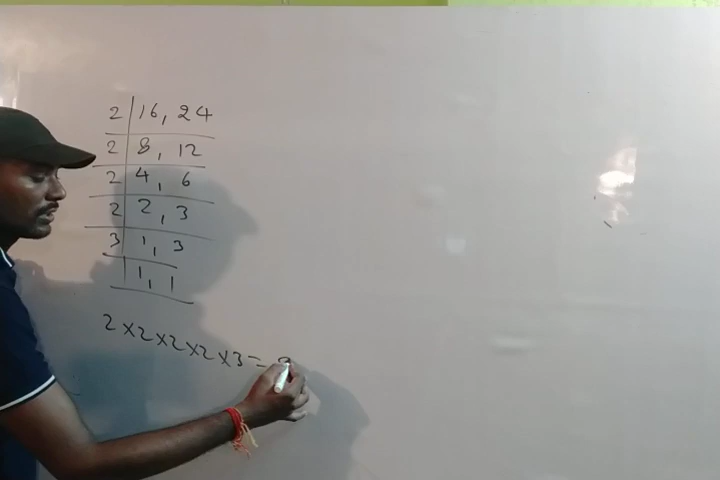 2 | 16, 24
2 | 8, 12
2 | 4, 6
2 | 2, 3
3 | 1, 3
| 1, 1
2 × 2 × 2 × 2 × 3 =